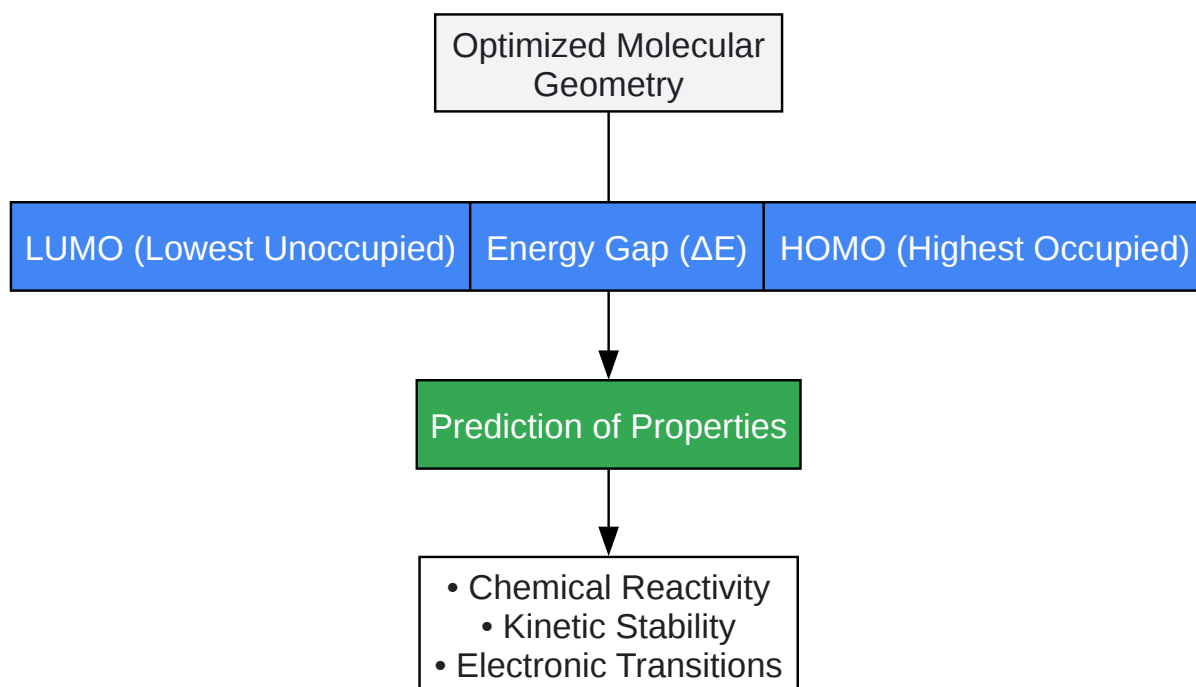 Optimized Molecular
Geometry
LUMO (Lowest Unoccupied)
Energy Gap (ΔE)
HOMO (Highest Occupied)
Prediction of Properties
• Chemical Reactivity
• Kinetic Stability
• Electronic Transitions